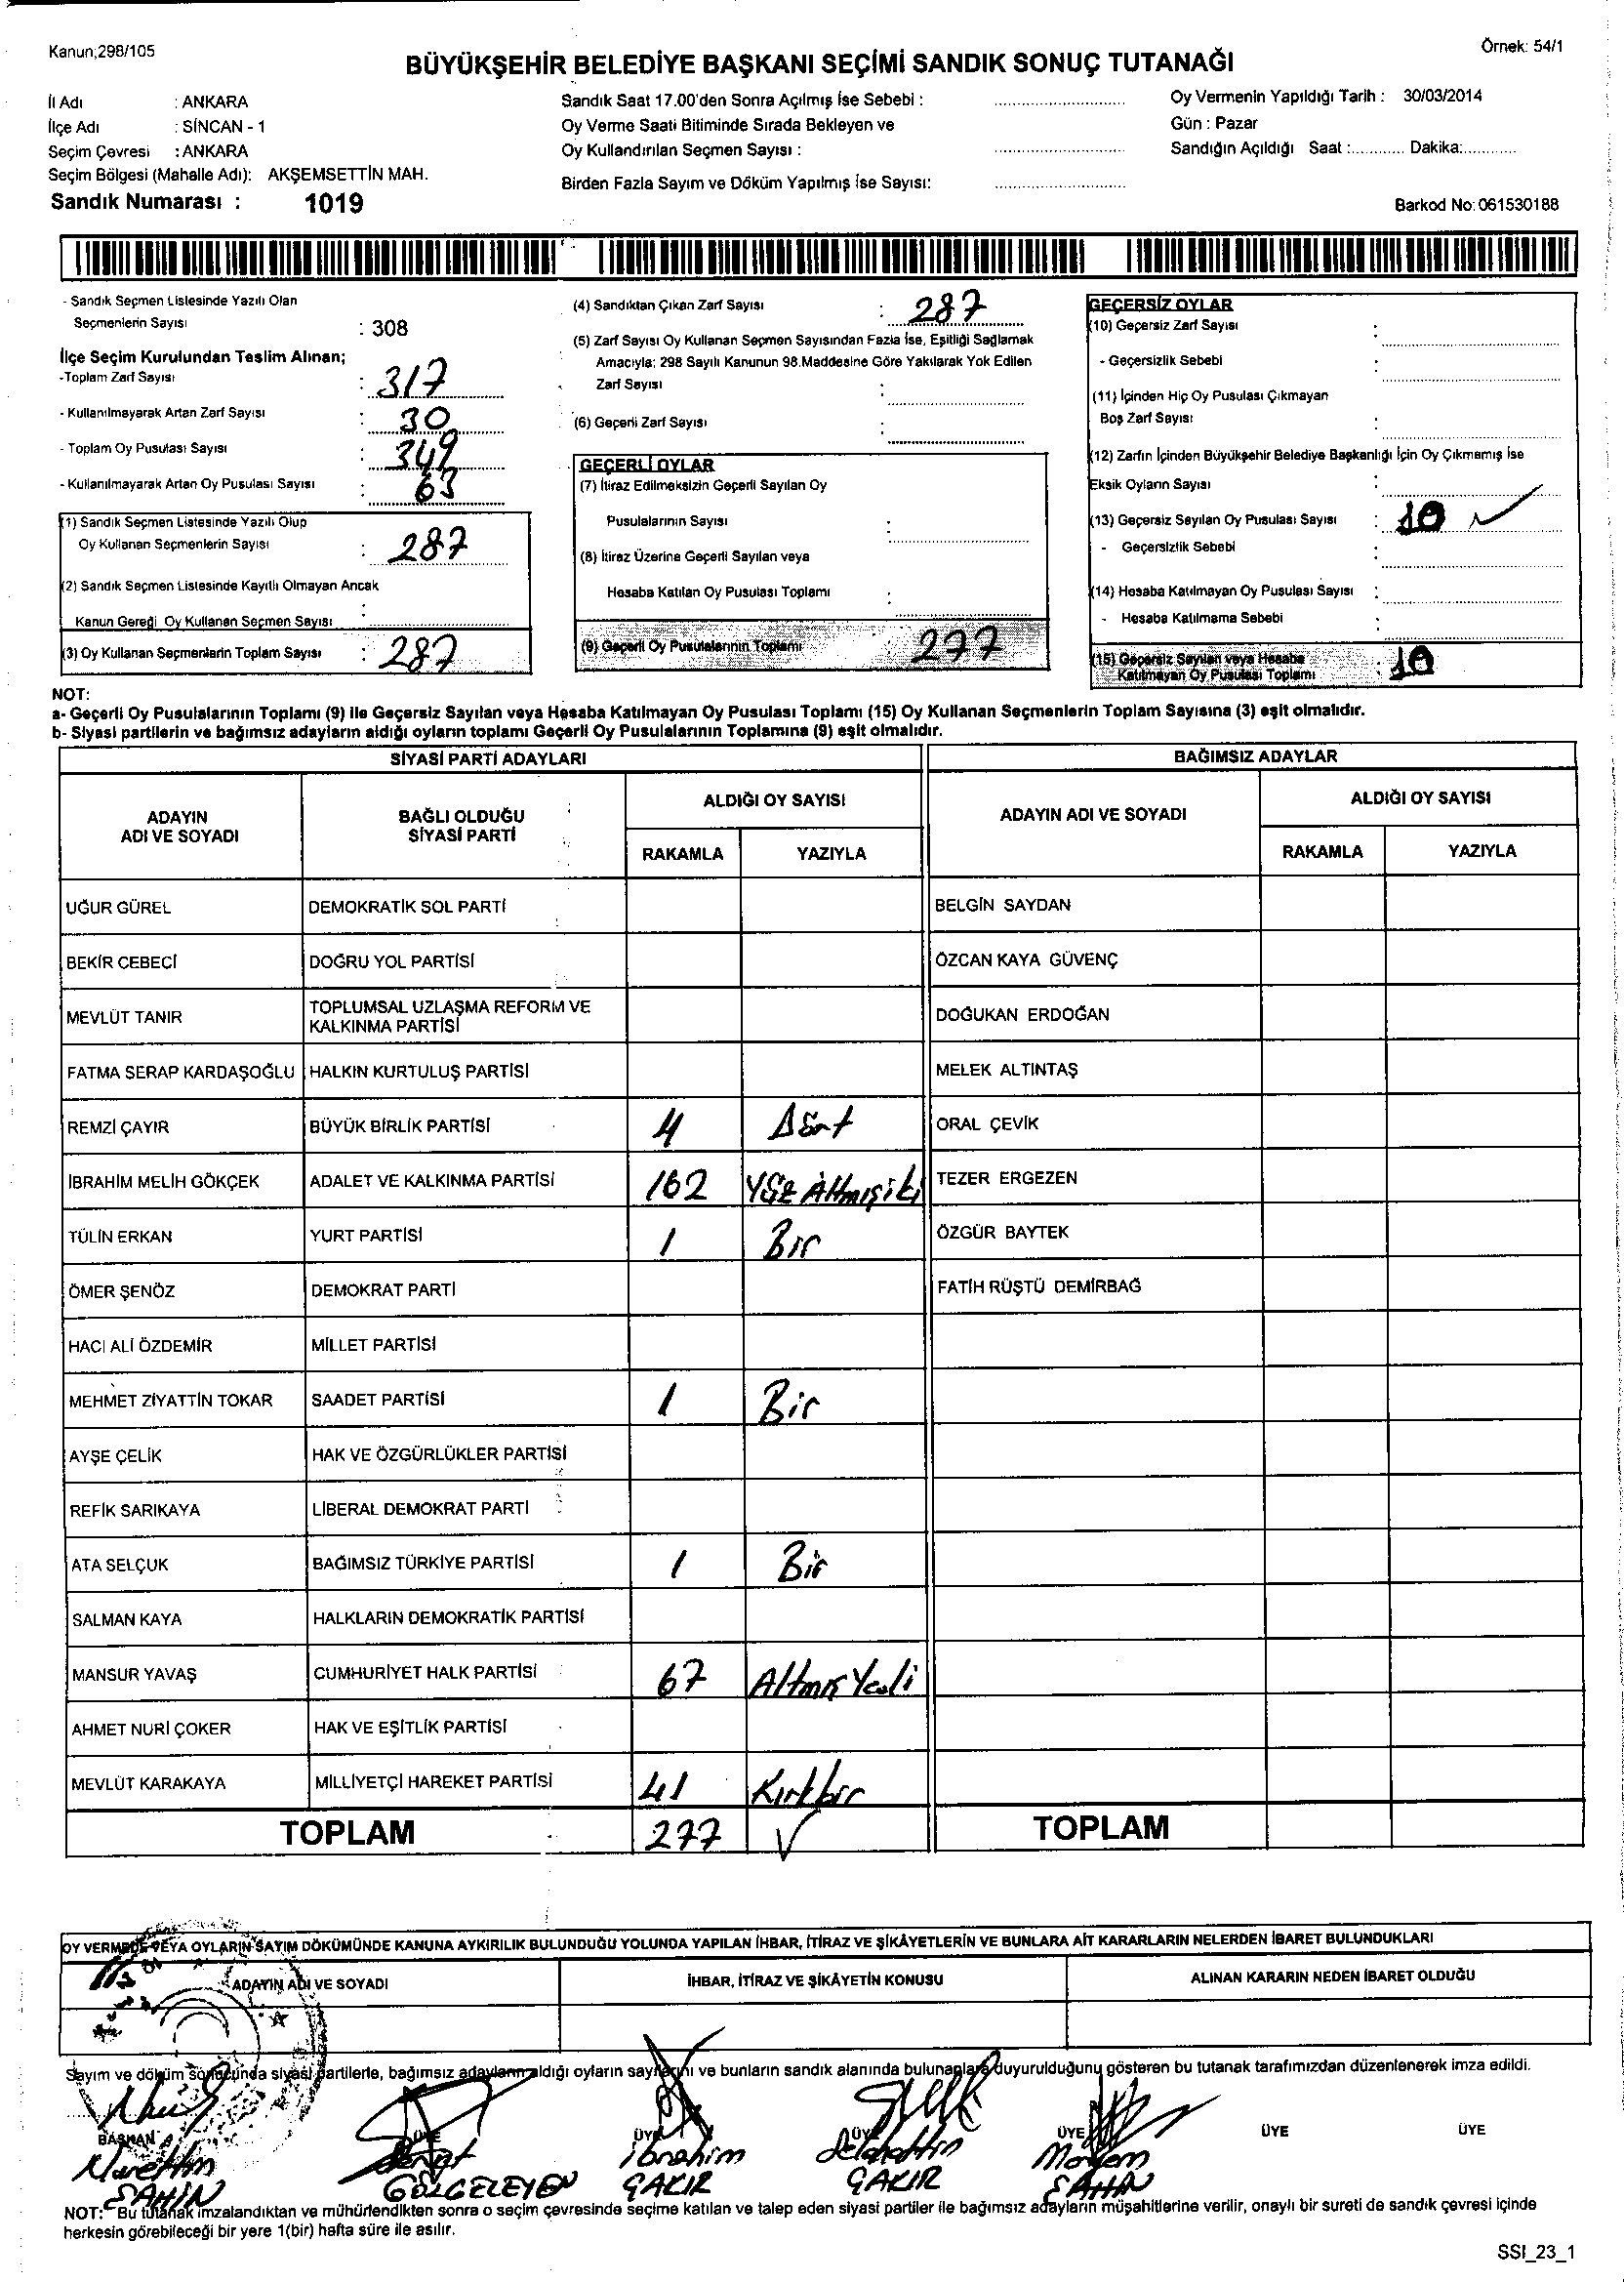 Kanun;298/105
Örnek: 54/1
BÜYÜKŞEHİR BELEDİYE BAŞKANI SEÇİMİ SANDIK SONUÇ TUTANAĞI
İl Adı : ANKARA
İlçe Adı : SİNCAN - 1
Seçim Çevresi : ANKARA
Seçim Bölgesi (Mahalle Adı): AKŞEMSETTİN MAH.
Sandık Numarası : 1019
Sandık Saat 17.00'den Sonra Açılmış İse Sebebi :
Oy Verme Saati Bitiminde Sırada Bekleyen ve
Oy Kullandırılan Seçmen Sayısı :
Birden Fazla Sayım ve Döküm Yapılmış İse Sayısı:
Oy Vermenin Yapıldığı Tarih : 30/03/2014
Gün : Pazar
Sandığın Açıldığı Saat :............ Dakika:............
Barkod No: 061530188
- Sandık Seçmen Listesinde Yazılı Olan
Seçmenlerin Sayısı : 308
İlçe Seçim Kurulundan Teslim Alınan;
-Toplam Zarf Sayısı : 317
- Kullanılmayarak Artan Zarf Sayısı : 30
- Toplam Oy Pusulası Sayısı : 349
- Kullanılmayarak Artan Oy Pusulası Sayısı : 63
(1) Sandık Seçmen Listesinde Yazılı Olup
Oy Kullanan Seçmenlerin Sayısı : 287
(2) Sandık Seçmen Listesinde Kayıtlı Olmayan Ancak
Kanun Gereği Oy Kullanan Seçmen Sayısı :
(3) Oy Kullanan Seçmenlerin Toplam Sayısı : 287
(4) Sandıktan Çıkan Zarf Sayısı : 287
(5) Zarf Sayısı Oy Kullanan Seçmen Sayısından Fazla İse, Eşitliği Sağlamak
Amacıyla; 298 Sayılı Kanunun 98.Maddesine Göre Yakılarak Yok Edilen
Zarf Sayısı :
(6) Geçerli Zarf Sayısı :
GEÇERLİ OYLAR
(7) İtiraz Edilmeksizin Geçerli Sayılan Oy
Pusulalarının Sayısı :
(8) İtiraz Üzerine Geçerli Sayılan veya
Hesaba Katılan Oy Pusulası Toplamı :
(9) Geçerli Oy Pusulalarının Toplamı : 277
GEÇERSİZ OYLAR
(10) Geçersiz Zarf Sayısı :
- Geçersizlik Sebebi :
(11) İçinden Hiç Oy Pusulası Çıkmayan
Boş Zarf Sayısı :
(12) Zarfın İçinden Büyükşehir Belediye Başkanlığı İçin Oy Çıkmamış İse
Eksik Oyların Sayısı :
(13) Geçersiz Sayılan Oy Pusulası Sayısı : 10
- Geçersizlik Sebebi :
(14) Hesaba Katılmayan Oy Pusulası Sayısı :
- Hesaba Katılmama Sebebi :
(15) Geçersiz Sayılan veya Hesaba
Katılmayan Oy Pusulası Toplamı : 10
NOT:
a- Geçerli Oy Pusulalarının Toplamı (9) ile Geçersiz Sayılan veya Hesaba Katılmayan Oy Pusulası Toplamı (15) Oy Kullanan Seçmenlerin Toplam Sayısına (3) eşit olmalıdır.
b- Siyasi partilerin ve bağımsız adayların aldığı oyların toplamı Geçerli Oy Pusulalarının Toplamına (9) eşit olmalıdır.
SİYASİ PARTİ ADAYLARI
ADAYIN ADI VE SOYADI
BAĞLI OLDUĞU SİYASİ PARTİ
ALDIĞI OY SAYISI
RAKAMLA YAZIYLA
UĞUR GÜREL DEMOKRATİK SOL PARTİ
BEKİR CEBECİ DOĞRU YOL PARTİSİ
MEVLÜT TANIR TOPLUMSAL UZLAŞMA REFORM VE
KALKINMA PARTİSİ
FATMA SERAP KARDAŞOĞLU HALKIN KURTULUŞ PARTİSİ
REMZİ ÇAYIR BÜYÜK BİRLİK PARTİSİ 4 Dört
İBRAHİM MELİH GÖKÇEK ADALET VE KALKINMA PARTİSİ 162 Yüz Altmışiki
TÜLİN ERKAN YURT PARTİSİ 1 Bir
ÖMER ŞENÖZ DEMOKRAT PARTİ
HACI ALİ ÖZDEMİR MİLLET PARTİSİ
MEHMET ZİYATTİN TOKAR SAADET PARTİSİ 1 Bir
AYŞE ÇELİK HAK VE ÖZGÜRLÜKLER PARTİSİ
REFİK SARIKAYA LİBERAL DEMOKRAT PARTİ
ATA SELÇUK BAĞIMSIZ TÜRKİYE PARTİSİ 1 Bir
SALMAN KAYA HALKLARIN DEMOKRATİK PARTİSİ
MANSUR YAVAŞ CUMHURİYET HALK PARTİSİ 67 Altmış Yedi
AHMET NURİ ÇOKER HAK VE EŞİTLİK PARTİSİ
MEVLÜT KARAKAYA MİLLİYETÇİ HAREKET PARTİSİ 41 Kırkbir
TOPLAM 277
BAĞIMSIZ ADAYLAR
ADAYIN ADI VE SOYADI
ALDIĞI OY SAYISI
RAKAMLA YAZIYLA
BELGİN SAYDAN
ÖZCAN KAYA GÜVENÇ
DOĞUKAN ERDOĞAN
MELEK ALTINTAŞ
ORAL ÇEVİK
TEZER ERGEZEN
ÖZGÜR BAYTEK
FATİH RÜŞTÜ DEMİRBAĞ
TOPLAM
OY VERMEDE VEYA OYLARIN SAYIM DÖKÜMÜNDE KANUNA AYKIRILIK BULUNDUĞU YOLUNDA YAPILAN İHBAR, İTİRAZ VE ŞİKÂYETLERİN VE BUNLARA AİT KARARLARIN NELERDEN İBARET BULUNDUKLARI
ADAYIN ADI VE SOYADI
İHBAR, İTİRAZ VE ŞİKÂYETİN KONUSU
ALINAN KARARIN NEDEN İBARET OLDUĞU
Sayım ve döküm sonucunda siyasi partilerle, bağımsız adayların aldığı oyların sayılarını ve bunların sandık alanında bulunanlara duyurulduğunu gösteren bu tutanak tarafımızdan düzenlenerek imza edildi.
BAŞKAN ÜYE ÜYE ÜYE ÜYE ÜYE ÜYE
Nurettin İbrahim Selahattin Meryem
ŞAHİN GÖLGELEYEN ÇAKIR ÇAKIR ŞAHİN
NOT: Bu tutanak imzalandıktan ve mühürlendikten sonra o seçim çevresinde seçime katılan ve talep eden siyasi partiler ile bağımsız adayların müşahitlerine verilir, onaylı bir sureti de sandık çevresi içinde
herkesin görebileceği bir yere 1(bir) hafta süre ile asılır.
SSI_23_1